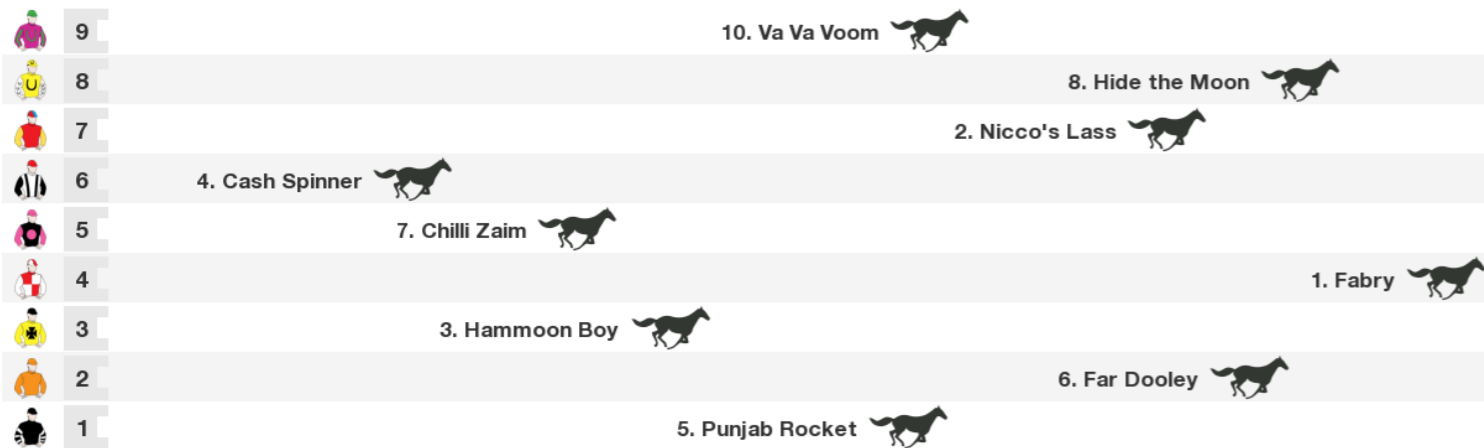 9 10. Va Va Voom
8 8. Hide the Moon
7 2. Nicco's Lass
6 4. Cash Spinner
5 7. Chilli Zaim
4 1. Fabry
3 3. Hammoon Boy
2 6. Far Dooley
1 5. Punjab Rocket